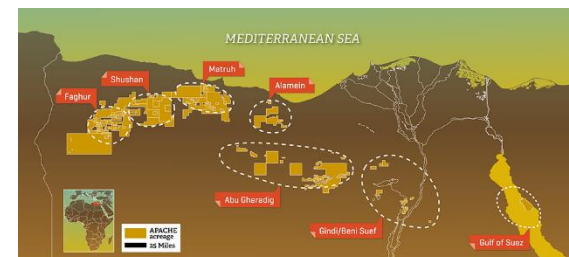 MEDITERRANEAN SEA
Matruh
Shushan
Alamein
Faghur
Abu Gharadig
Gindi/Beni Suef
Gulf of Suez
APACHE
acreage
25 Miles